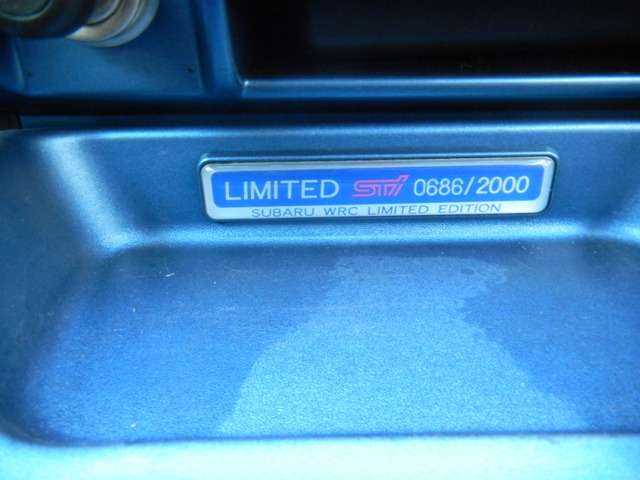 LIMITED STi 0686/2000
SUBARU WRC LIMITED EDITION